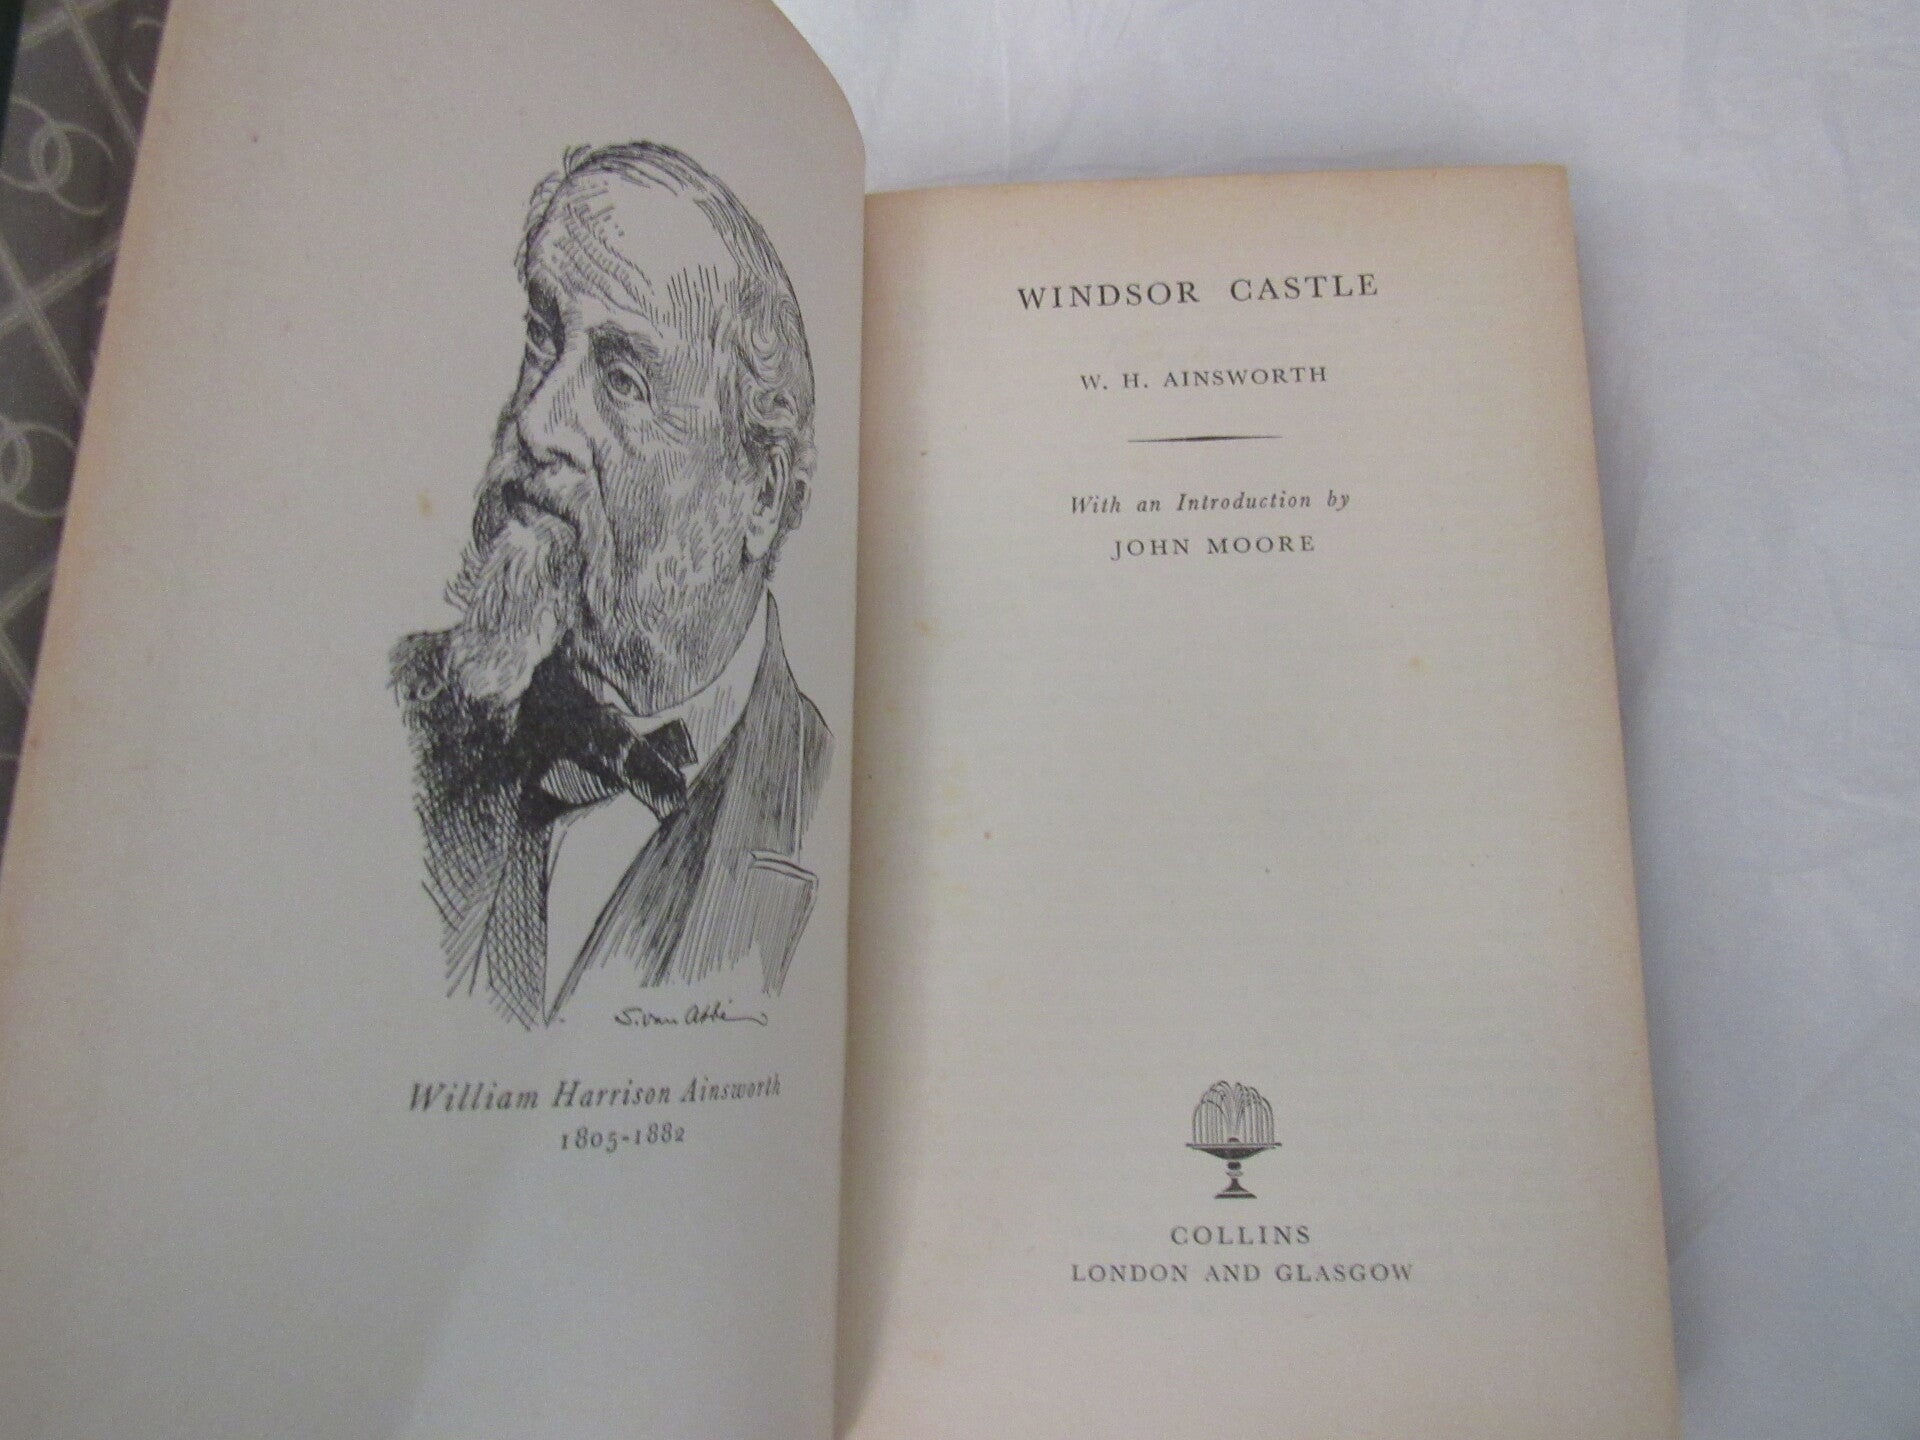 William Harrison Ainsworth
1805-1882
WINDSOR CASTLE
W. H. AINSWORTH
With an Introduction by
JOHN MOORE
COLLINS
LONDON AND GLASGOW